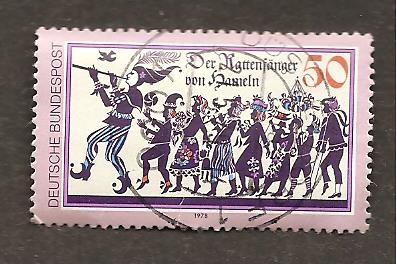 DEUTSCHE BUNDESPOST
Der Rattenfänger
von Hameln
50
1978